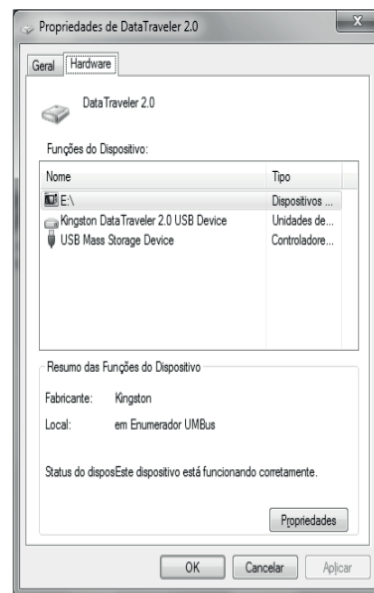 Propriedades de DataTraveler 2.0
X
Geral Hardware
DataTraveler 2.0
Funções do Dispositivo:
Nome Tipo
E:\ Dispositivos ...
Kingston DataTraveler 2.0 USB Device Unidades de...
USB Mass Storage Device Controladore...
Resumo das Funções do Dispositivo
Fabricante: Kingston
Local: em Enumerador UMBus
Status do disposEste dispositivo está funcionando corretamente.
Propriedades
OK Cancelar Aplicar